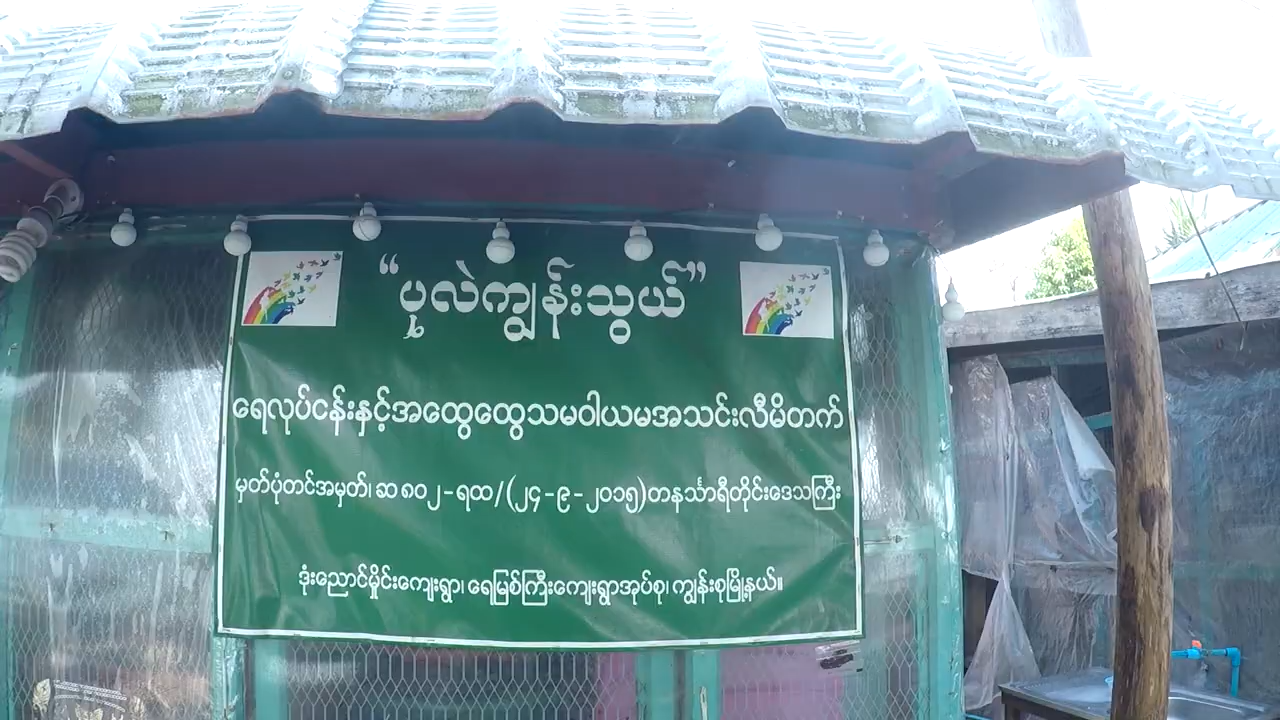 “ပုလဲကျွန်းသွယ်”
ရေလုပ်ငန်းနှင့်အထွေထွေသမဝါယမအသင်းလီမိတက်
မှတ်ပုံတင်အမှတ်၊ ဆ ၈၀၂ - ရထ / (၂၄ - ၉ - ၂၀၁၅) တနင်္သာရီတိုင်းဒေသကြီး
ဒုံးညောင်မှိုင်းကျေးရွာ၊ ရေမြစ်ကြီးကျေးရွာအုပ်စု၊ ကျွန်းစုမြို့နယ်။